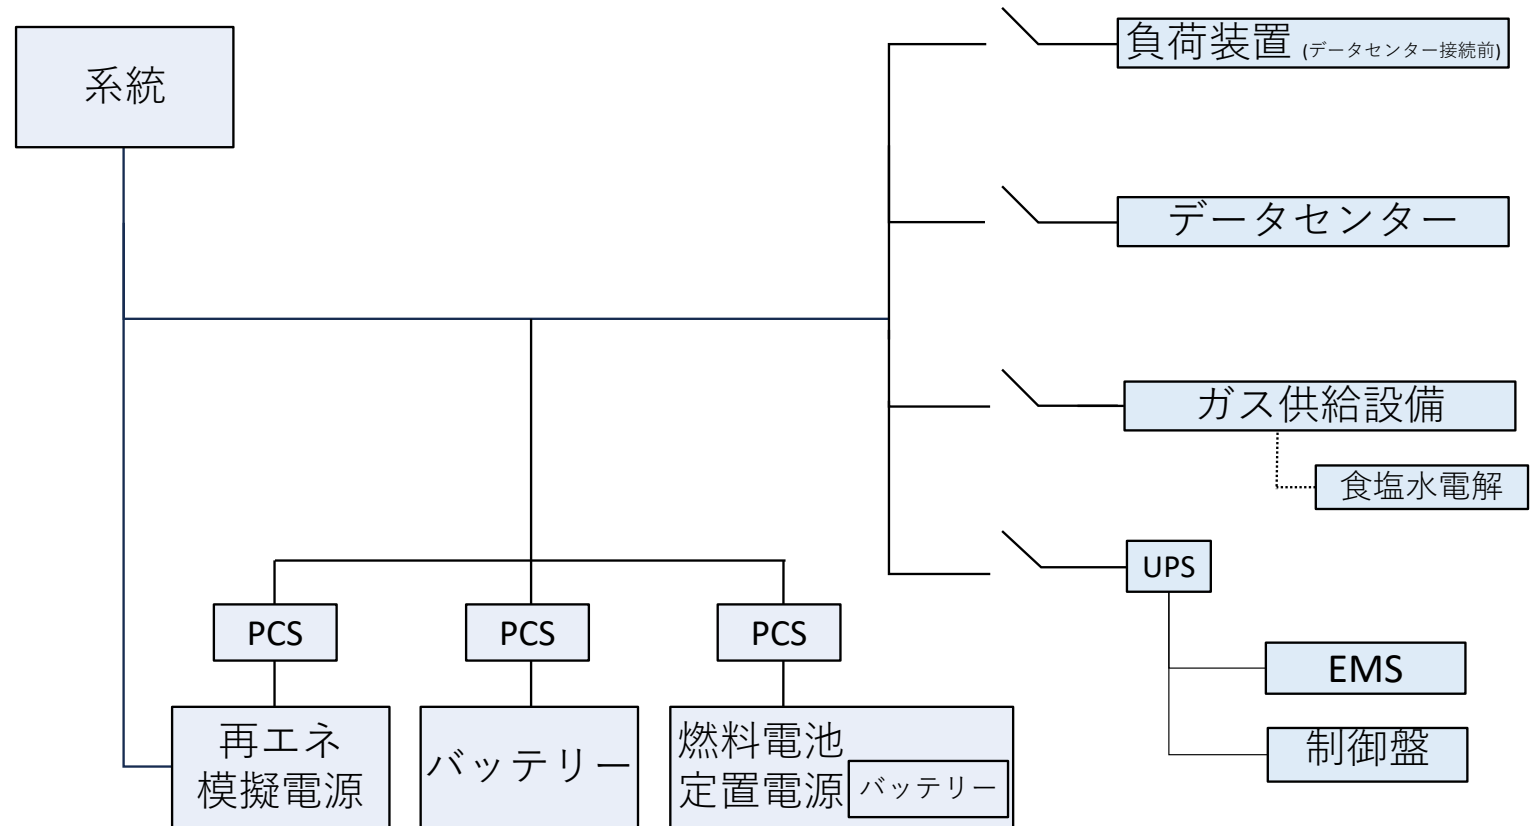 系統
負荷装置 (データセンター接続前)
データセンター
ガス供給設備
食塩水電解
UPS
EMS
制御盤
PCS
PCS
PCS
再エネ
模擬電源
バッテリー
燃料電池
定置電源
バッテリー